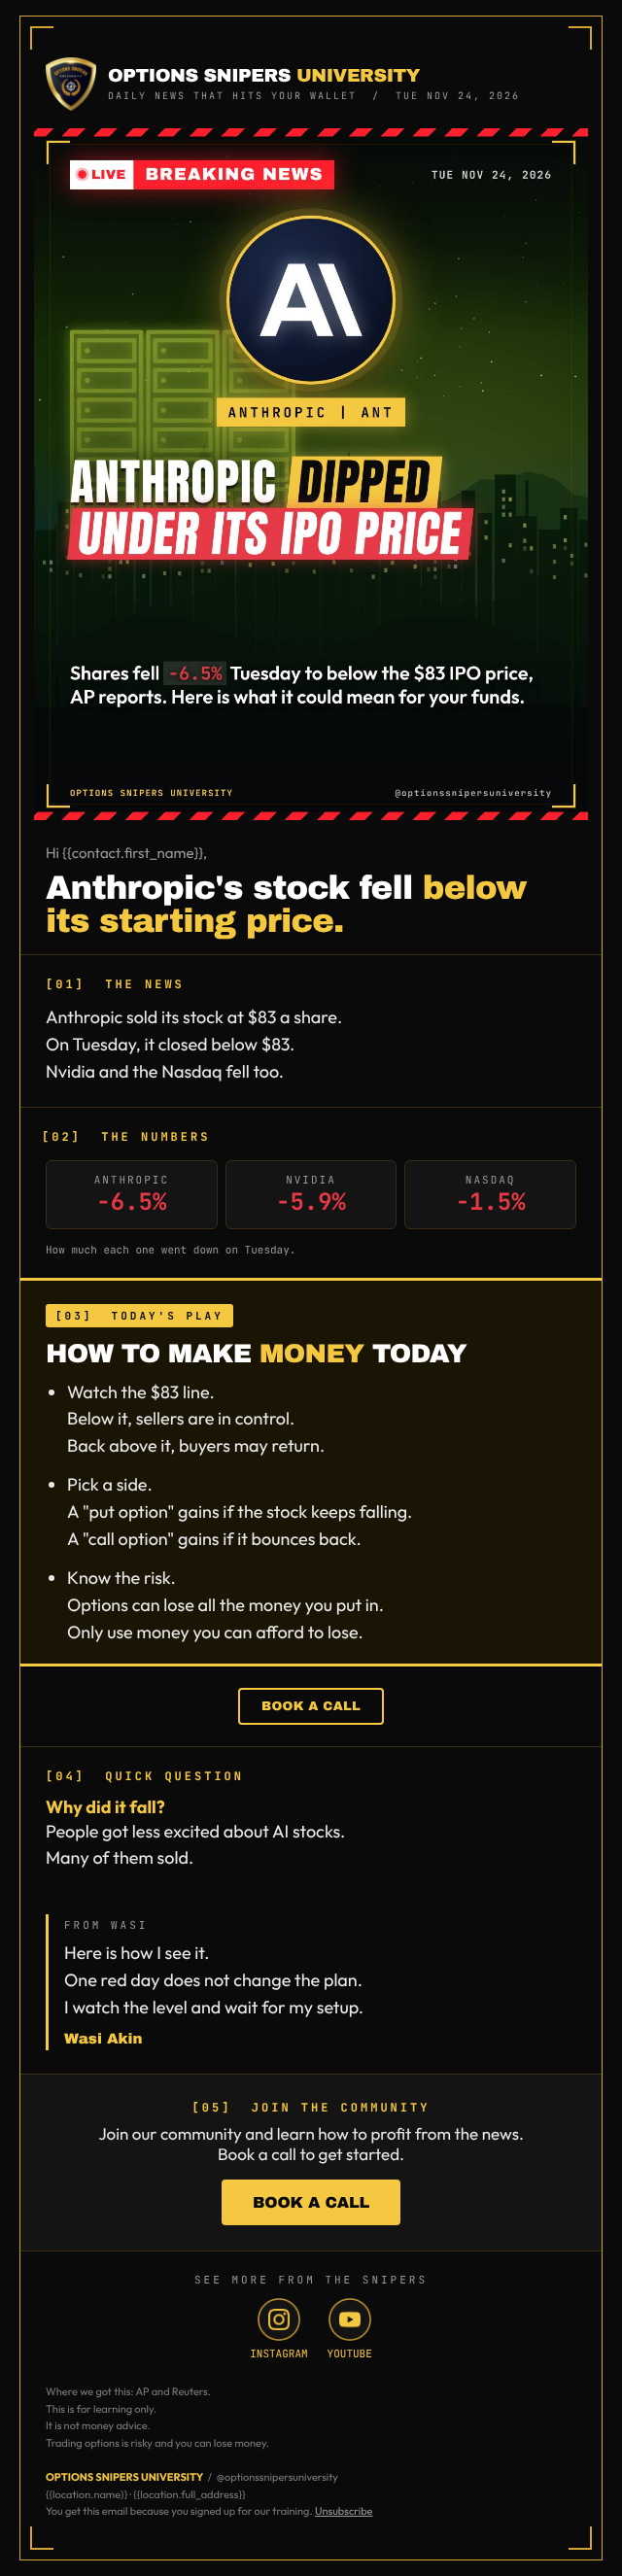 OPTIONS SNIPERS UNIVERSITY
DAILY NEWS THAT HITS YOUR WALLET / TUE NOV 24, 2026
LIVE BREAKING NEWS
TUE NOV 24, 2026
ANTHROPIC | ANT
ANTHROPIC DIPPED
UNDER ITS IPO PRICE
Shares fell -6.5% Tuesday to below the $83 IPO price,
AP reports. Here is what it could mean for your funds.
OPTIONS SNIPERS UNIVERSITY
@optionssnipersuniversity
Hi {{contact.first_name}},
Anthropic's stock fell below
its starting price.
[01] THE NEWS
Anthropic sold its stock at $83 a share.
On Tuesday, it closed below $83.
Nvidia and the Nasdaq fell too.
[02] THE NUMBERS
ANTHROPIC
-6.5%
NVIDIA
-5.9%
NASDAQ
-1.5%
How much each one went down on Tuesday.
[03] TODAY'S PLAY
HOW TO MAKE MONEY TODAY
• Watch the $83 line.
Below it, sellers are in control.
Back above it, buyers may return.
• Pick a side.
A "put option" gains if the stock keeps falling.
A "call option" gains if it bounces back.
• Know the risk.
Options can lose all the money you put in.
Only use money you can afford to lose.
BOOK A CALL
[04] QUICK QUESTION
Why did it fall?
People got less excited about AI stocks.
Many of them sold.
FROM WASI
Here is how I see it.
One red day does not change the plan.
I watch the level and wait for my setup.
Wasi Akin
[05] JOIN THE COMMUNITY
Join our community and learn how to profit from the news.
Book a call to get started.
BOOK A CALL
SEE MORE FROM THE SNIPERS
INSTAGRAM
YOUTUBE
Where we got this: AP and Reuters.
This is for learning only.
It is not money advice.
Trading options is risky and you can lose money.
OPTIONS SNIPERS UNIVERSITY / @optionssnipersuniversity
{{location.name}} · {{location.full_address}}
You get this email because you signed up for our training. Unsubscribe